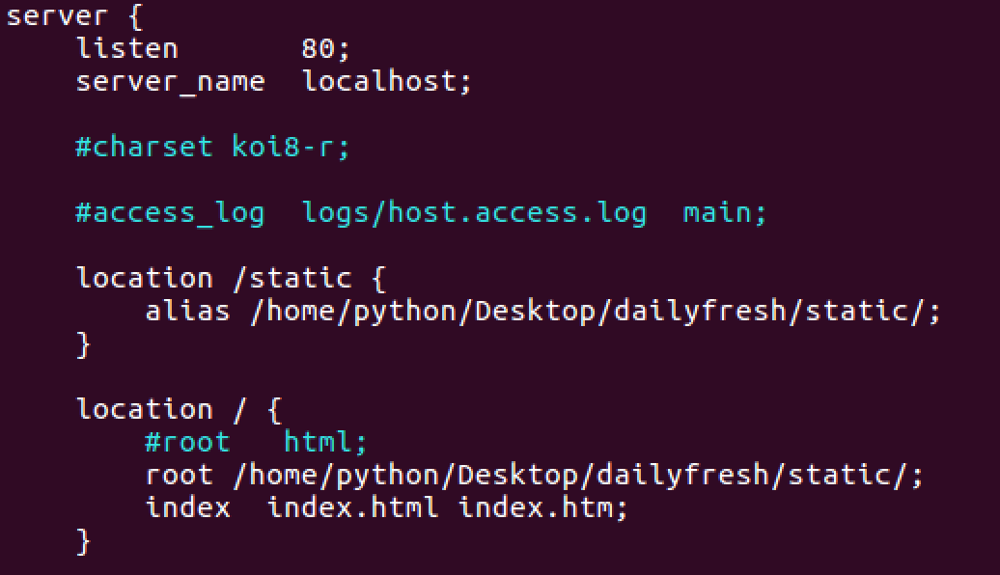 server {
    listen       80;
    server_name  localhost;

    #charset koi8-r;

    #access_log  logs/host.access.log  main;

    location /static {
        alias /home/python/Desktop/dailyfresh/static/;
    }

    location / {
        #root   html;
        root /home/python/Desktop/dailyfresh/static/;
        index  index.html index.htm;
    }